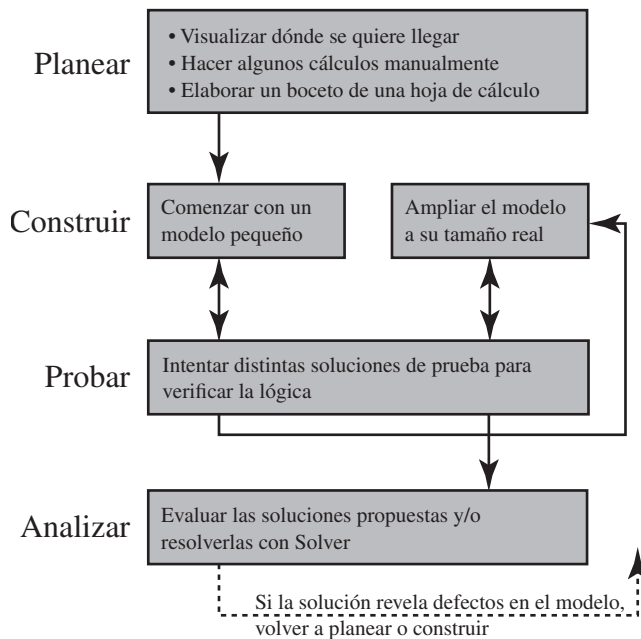 Planear
• Visualizar dónde se quiere llegar
• Hacer algunos cálculos manualmente
• Elaborar un boceto de una hoja de cálculo
Construir
Comenzar con un
modelo pequeño
Ampliar el modelo
a su tamaño real
Probar
Intentar distintas soluciones de prueba para
verificar la lógica
Analizar
Evaluar las soluciones propuestas y/o
resolverlas con Solver
Si la solución revela defectos en el modelo,
volver a planear o construir